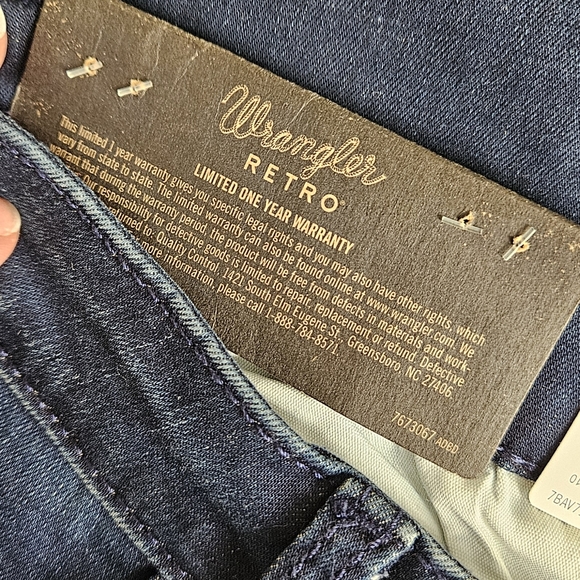 Wrangler
RETRO®
LIMITED ONE YEAR WARRANTY
This limited 1 year warranty gives you specific legal rights and you may also have other rights, which
vary from state to state. The limited warranty can also be found online at www.wrangler.com. We
warrant that during the warranty period, the product will be free from defects in materials and work-
for responsibility for defective goods is limited to repair, replacement or refund. Defective
returned to: Quality Control, 1421 South Elm Eugene St., Greensboro, NC 27406.
more information, please call 1-888-784-8571.
7673067 ADBD.
7BAV7